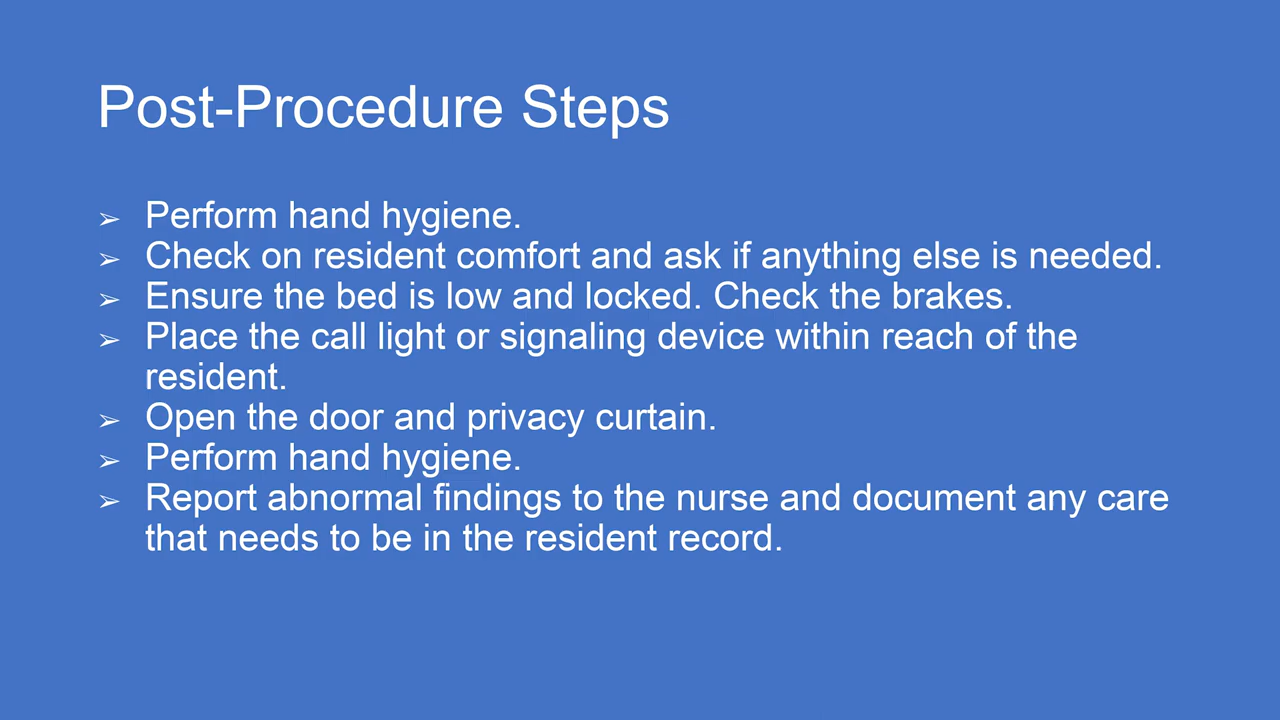 Post-Procedure Steps
➢ Perform hand hygiene.
➢ Check on resident comfort and ask if anything else is needed.
➢ Ensure the bed is low and locked. Check the brakes.
➢ Place the call light or signaling device within reach of the
resident.
➢ Open the door and privacy curtain.
➢ Perform hand hygiene.
➢ Report abnormal findings to the nurse and document any care
that needs to be in the resident record.